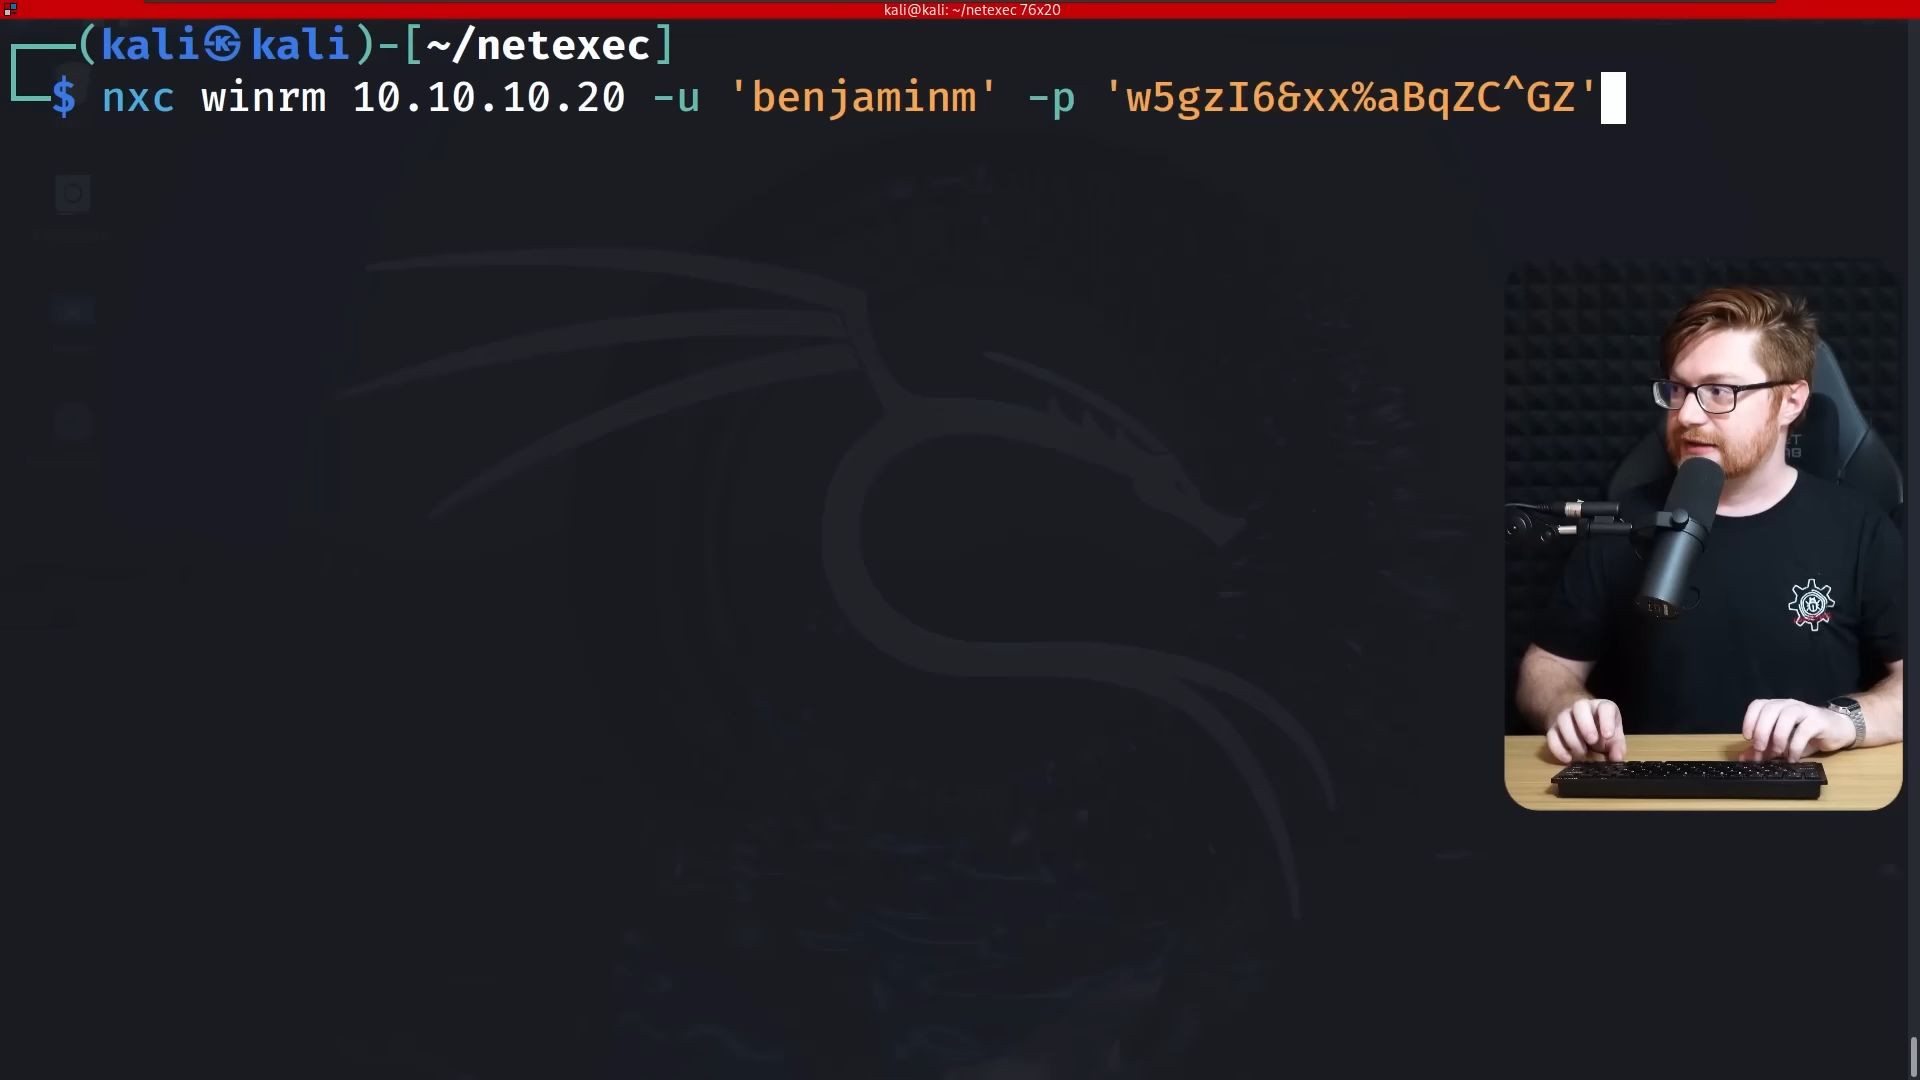 kali@kali: ~/netexec 76x20
┌──(kali㉿kali)-[~/netexec]
└─$ nxc winrm 10.10.10.20 -u 'benjaminm' -p 'w5gzI6&xx%aBqZC^GZ'